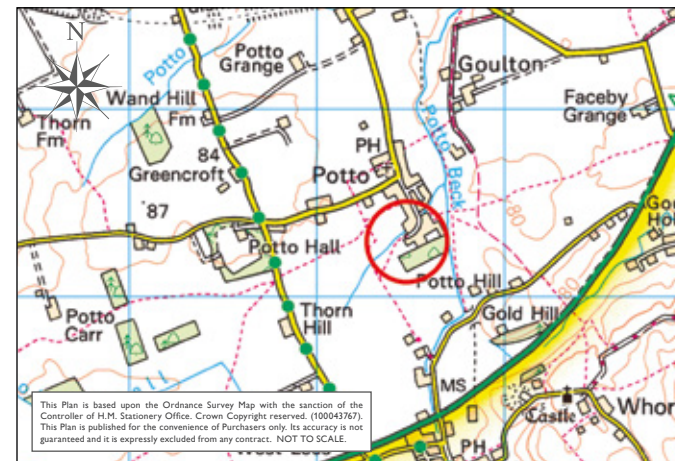 N
Potto
Potto
Grange
Goulton
Wand Hill
Fm
Thorn
Fm
Faceby
Grange
PH
84
Greencroft
Potto
Potto Beck
80
87
Potto Hall
Potto Hill
80
Potto
Carr
Thorn
Hill
Gold Hill
MS
Castle
Whor
PH
This Plan is based upon the Ordnance Survey Map with the sanction of the
Controller of H.M. Stationery Office. Crown Copyright reserved. (100043767).
This Plan is published for the convenience of Purchasers only. Its accuracy is not
guaranteed and it is expressly excluded from any contract. NOT TO SCALE.